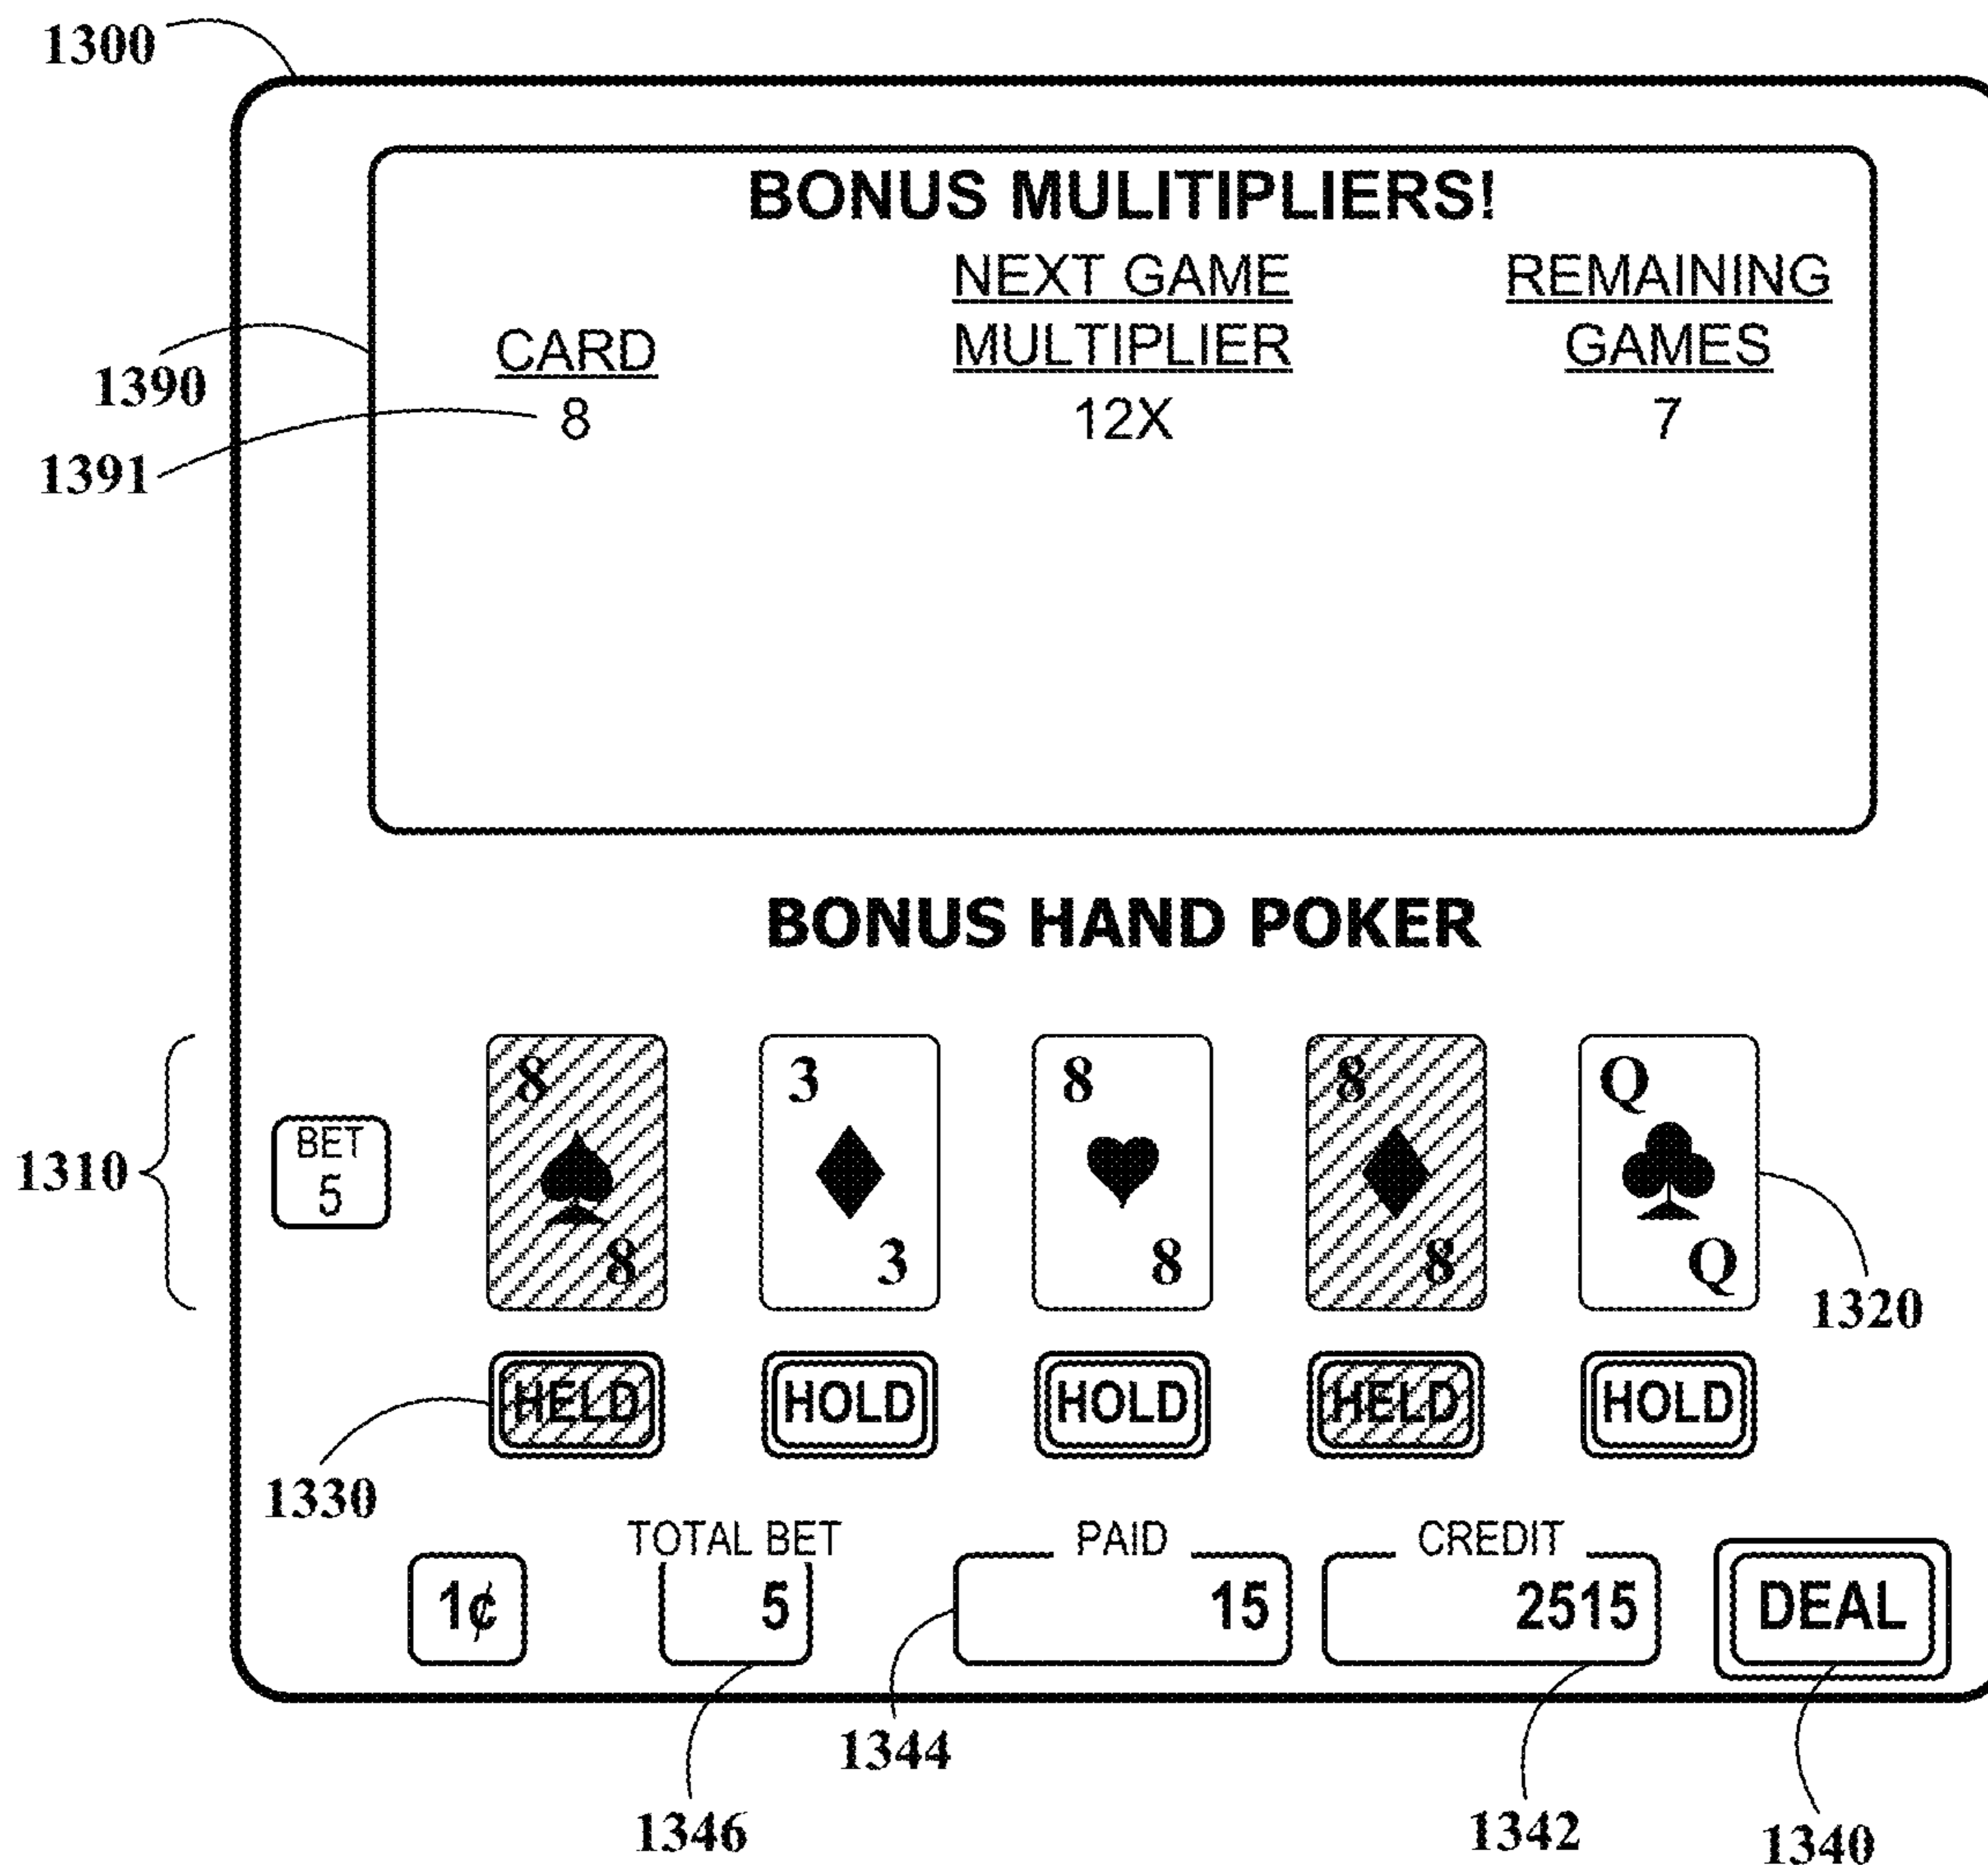 1300
BONUS MULITIPLIERS!
NEXT GAME REMAINING
CARD MULTIPLIER GAMES
1390
8 12X 7
1391
BONUS HAND POKER
8 3 8 8 Q
BET
5
1310
8 3 8 8 Q
1320
HELD HOLD HOLD HELD HOLD
1330
TOTAL BET PAID CREDIT
1¢ 5 15 2515 DEAL
1344
1346 1342 1340